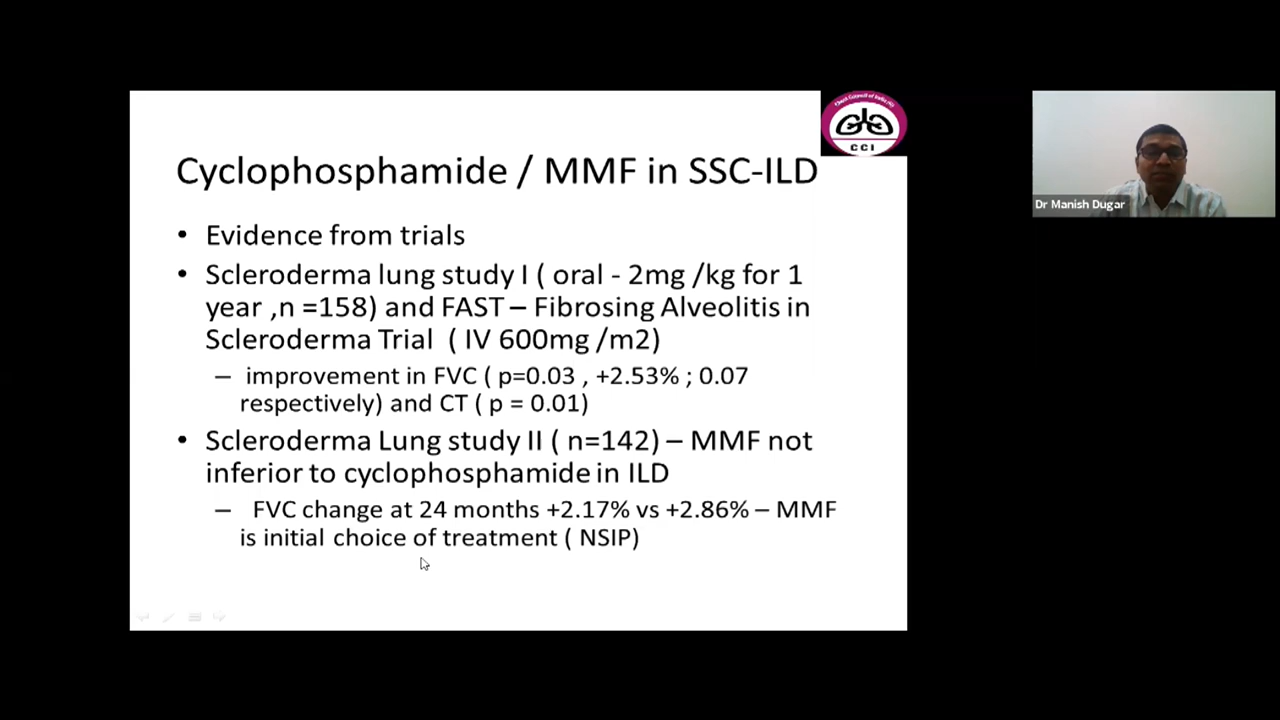 CCI
Cyclophosphamide / MMF in SSC-ILD
• Evidence from trials
• Scleroderma lung study I ( oral - 2mg /kg for 1
year ,n =158) and FAST – Fibrosing Alveolitis in
Scleroderma Trial ( IV 600mg /m2)
– improvement in FVC ( p=0.03 , +2.53% ; 0.07
respectively) and CT ( p = 0.01)
• Scleroderma Lung study II ( n=142) – MMF not
inferior to cyclophosphamide in ILD
– FVC change at 24 months +2.17% vs +2.86% – MMF
is initial choice of treatment ( NSIP)
Dr Manish Dugar